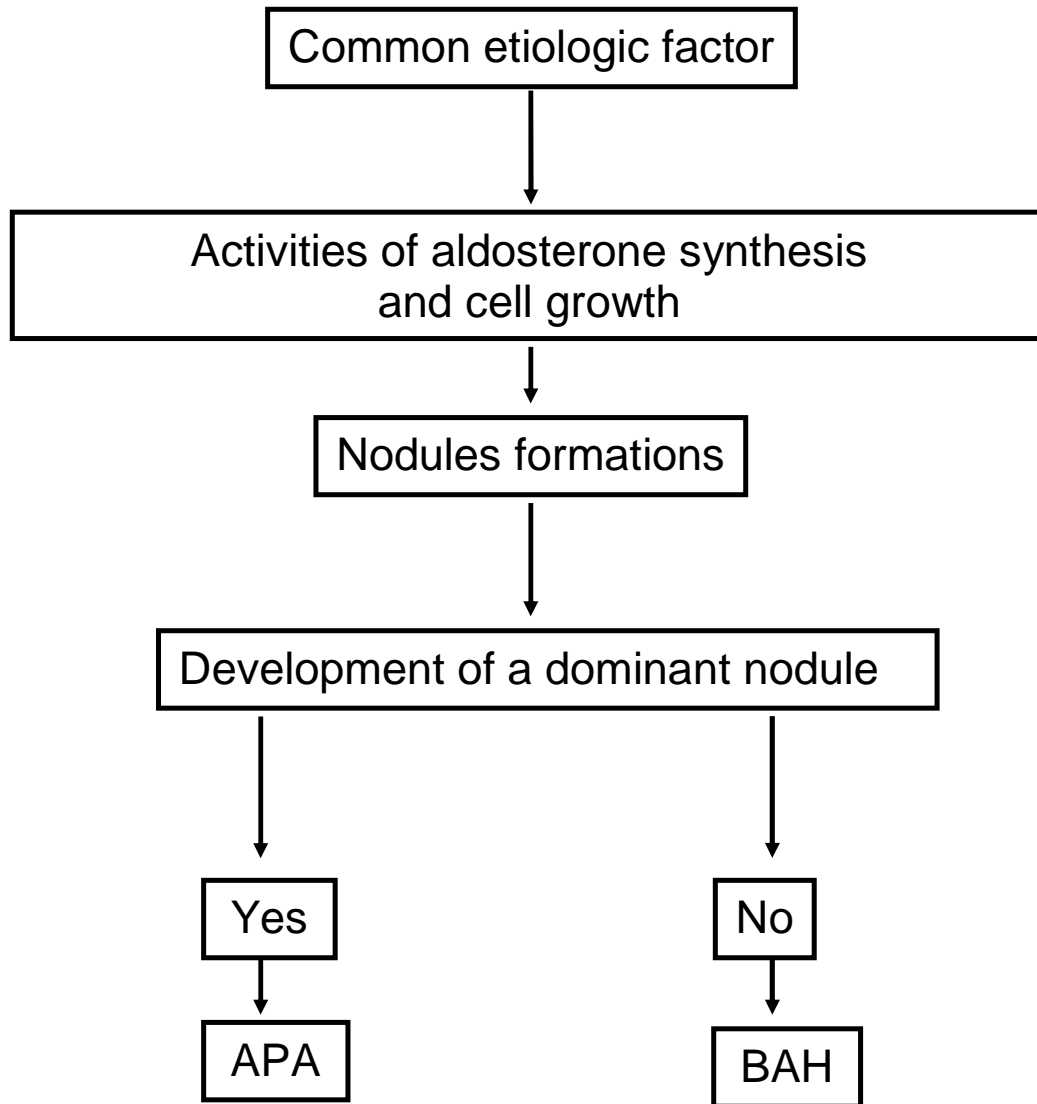 Common etiologic factor
Activities of aldosterone synthesis
and cell growth
Nodules formations
Development of a dominant nodule
Yes
No
APA
BAH